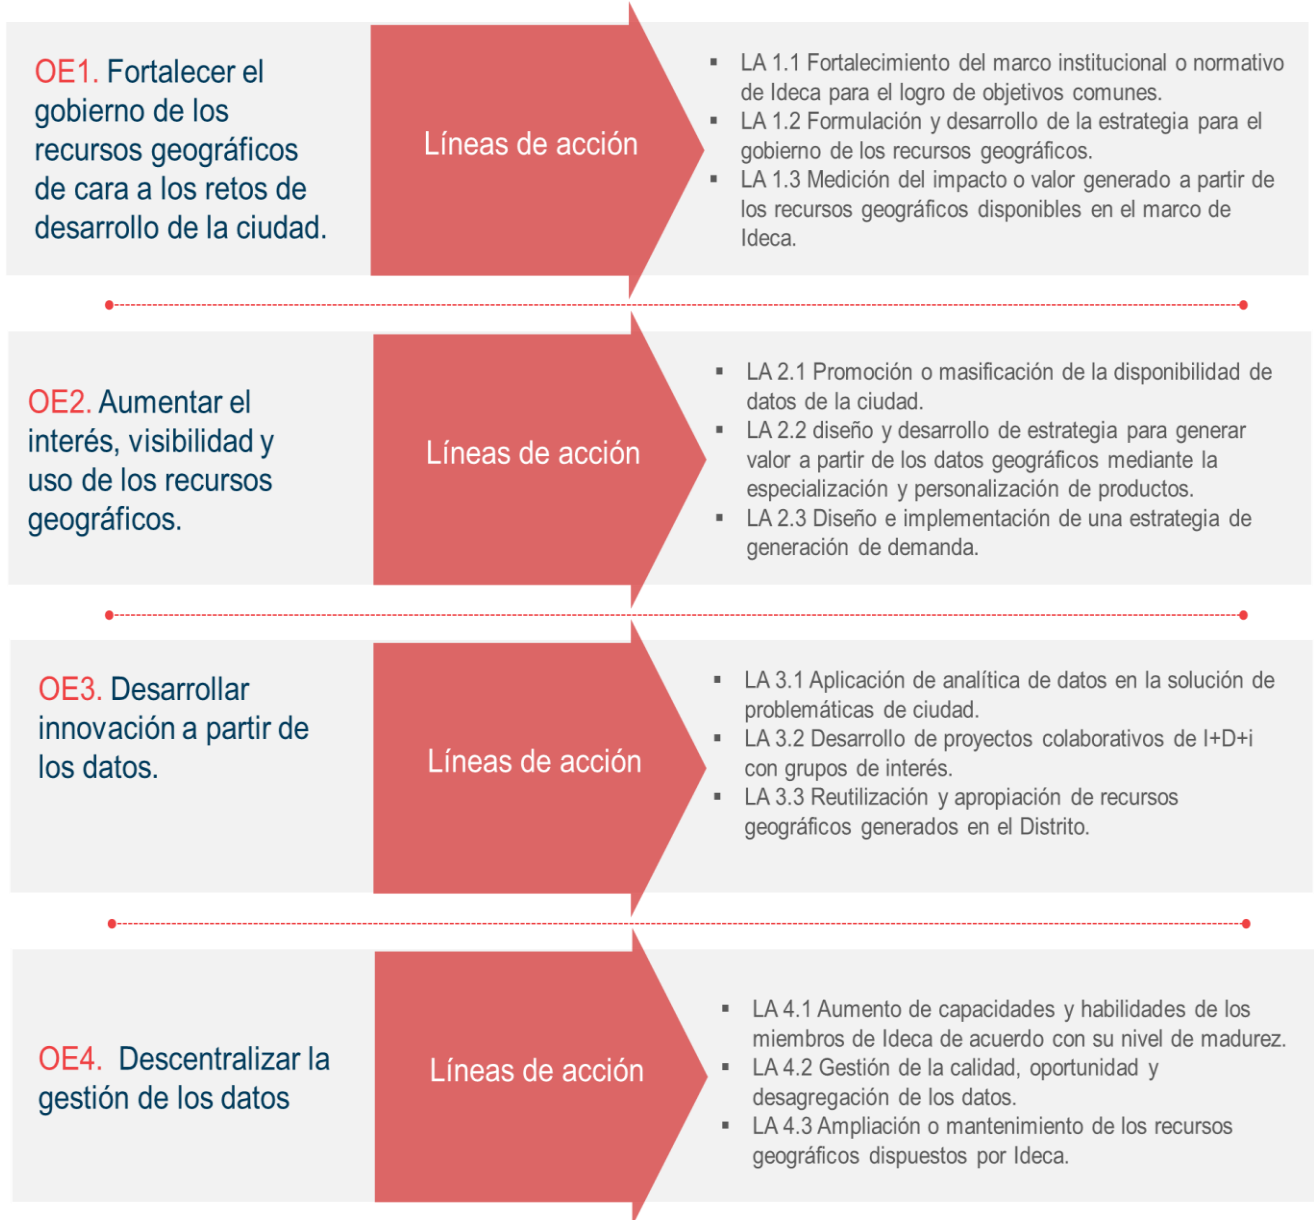 OE1. Fortalecer el
gobierno de los
recursos geográficos
de cara a los retos de
desarrollo de la ciudad.
Líneas de acción
▪ LA 1.1 Fortalecimiento del marco institucional o normativo
de Ideca para el logro de objetivos comunes.
▪ LA 1.2 Formulación y desarrollo de la estrategia para el
gobierno de los recursos geográficos.
▪ LA 1.3 Medición del impacto o valor generado a partir de
los recursos geográficos disponibles en el marco de
Ideca.
OE2. Aumentar el
interés, visibilidad y
uso de los recursos
geográficos.
Líneas de acción
▪ LA 2.1 Promoción o masificación de la disponibilidad de
datos de la ciudad.
▪ LA 2.2 diseño y desarrollo de estrategia para generar
valor a partir de los datos geográficos mediante la
especialización y personalización de productos.
▪ LA 2.3 Diseño e implementación de una estrategia de
generación de demanda.
OE3. Desarrollar
innovación a partir de
los datos.
Líneas de acción
▪ LA 3.1 Aplicación de analítica de datos en la solución de
problemáticas de ciudad.
▪ LA 3.2 Desarrollo de proyectos colaborativos de I+D+i
con grupos de interés.
▪ LA 3.3 Reutilización y apropiación de recursos
geográficos generados en el Distrito.
OE4. Descentralizar la
gestión de los datos
Líneas de acción
▪ LA 4.1 Aumento de capacidades y habilidades de los
miembros de Ideca de acuerdo con su nivel de madurez.
▪ LA 4.2 Gestión de la calidad, oportunidad y
desagregación de los datos.
▪ LA 4.3 Ampliación o mantenimiento de los recursos
geográficos dispuestos por Ideca.